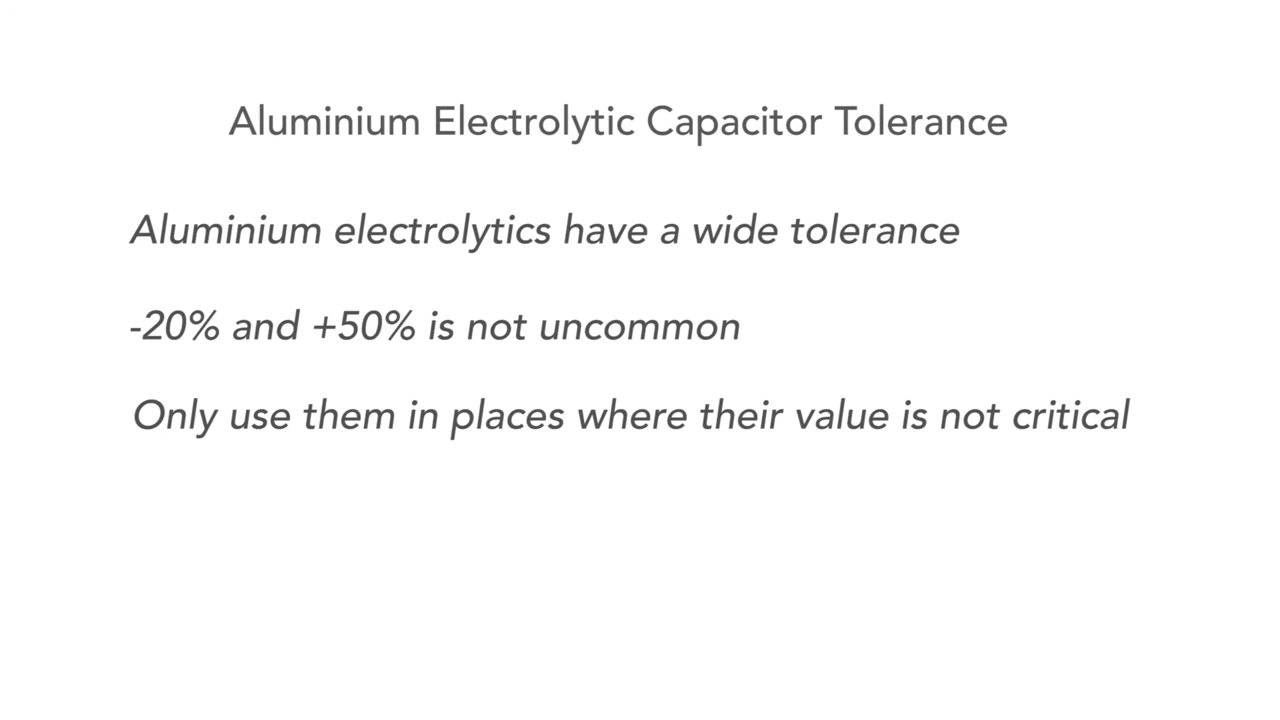 Aluminium Electrolytic Capacitor Tolerance
Aluminium electrolytics have a wide tolerance
-20% and +50% is not uncommon
Only use them in places where their value is not critical